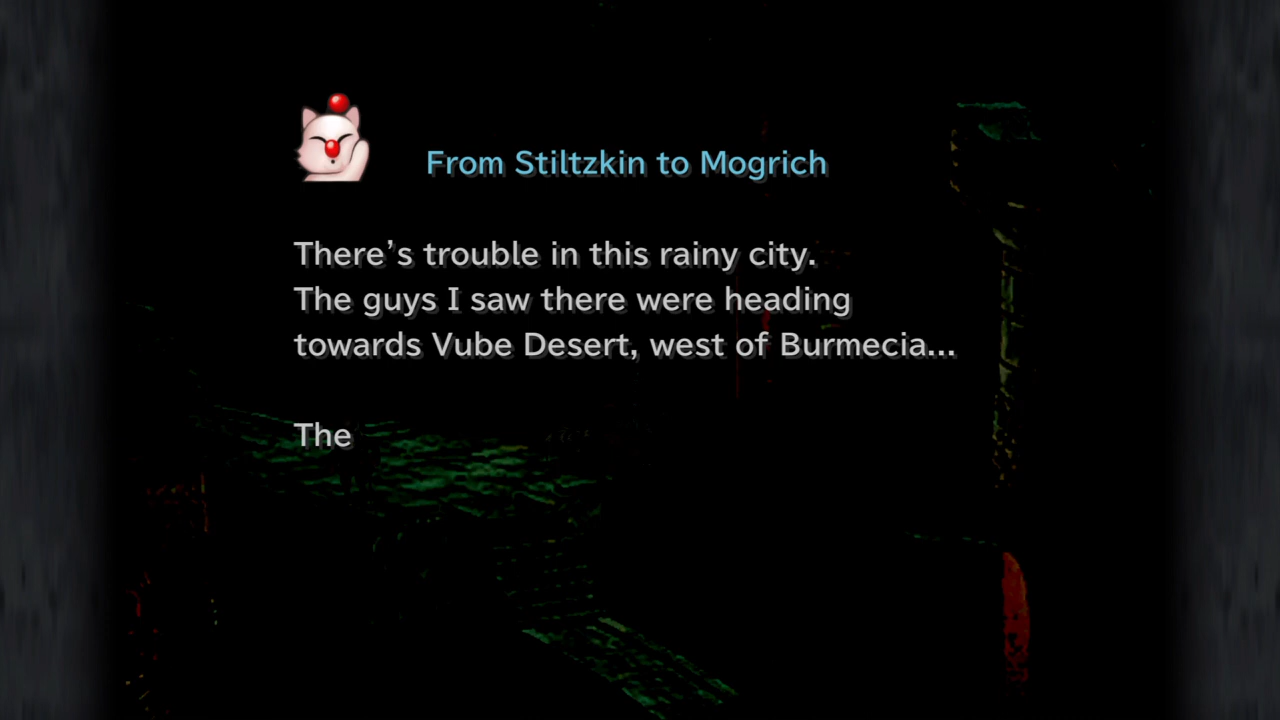 From Stiltzkin to Mogrich
There's trouble in this rainy city.
The guys I saw there were heading
towards Vube Desert, west of Burmecia...
The